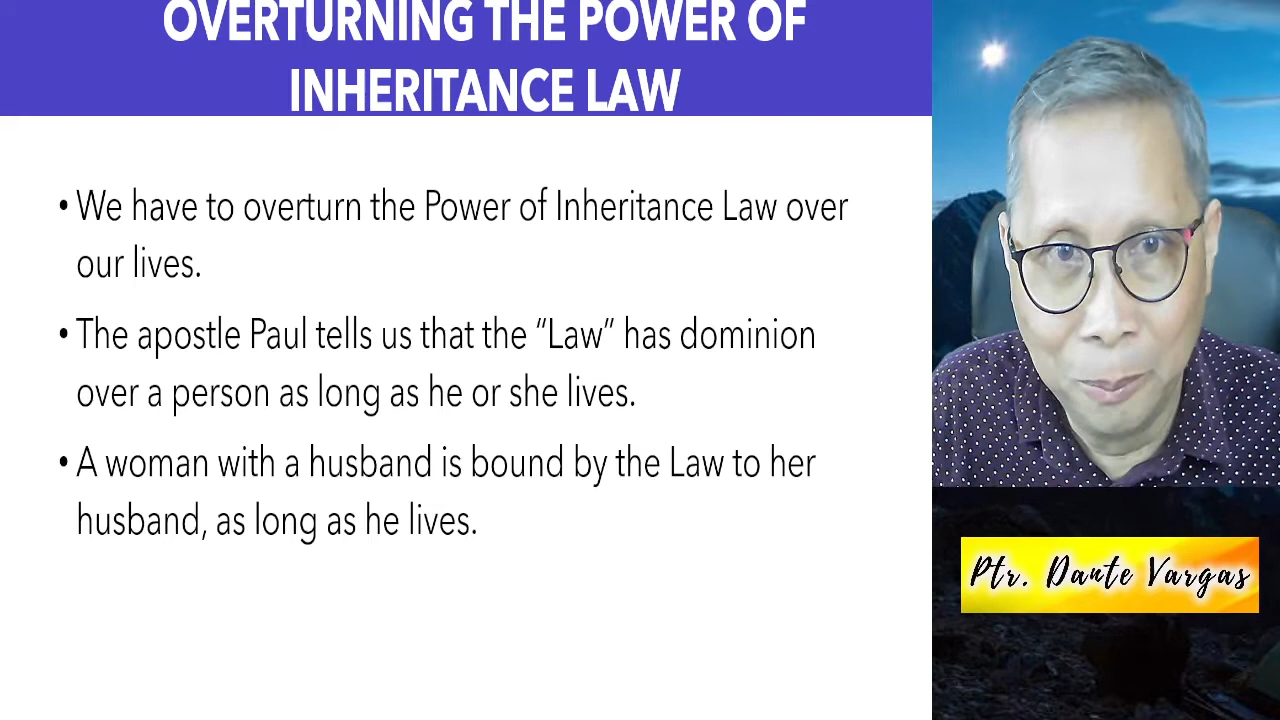 OVERTURNING THE POWER OF
INHERITANCE LAW
• We have to overturn the Power of Inheritance Law over
our lives.
• The apostle Paul tells us that the “Law” has dominion
over a person as long as he or she lives.
• A woman with a husband is bound by the Law to her
husband, as long as he lives.
Ptr. Dante Vargas